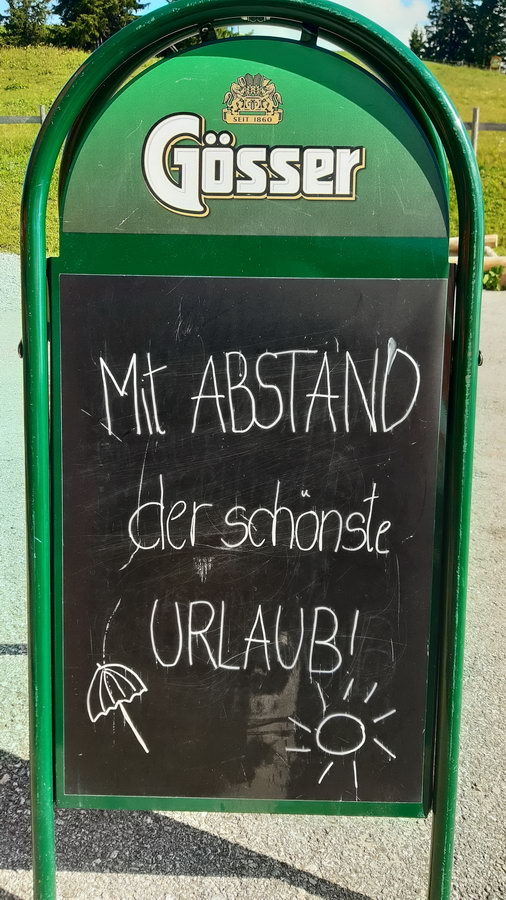 SEIT 1860
Gösser
Mit ABSTAND
der schönste
URLAUB!